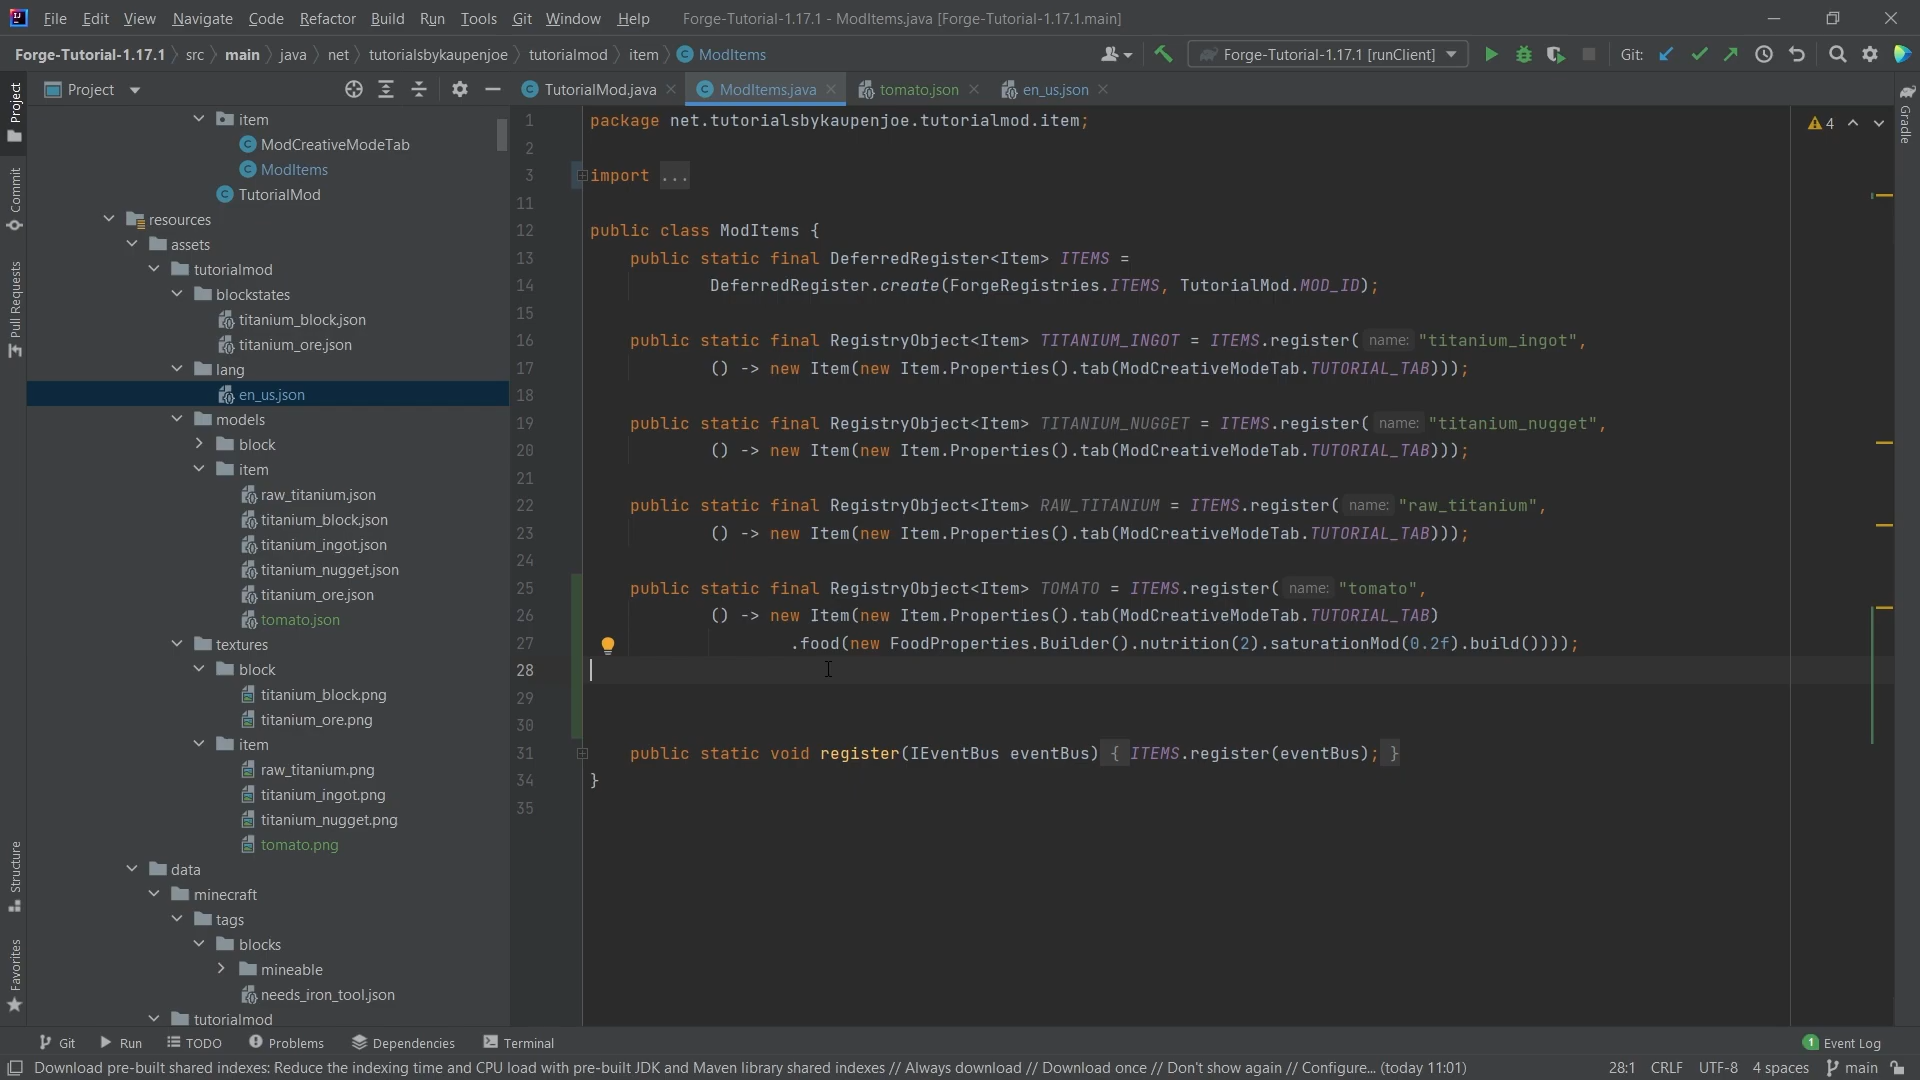 File Edit View Navigate Code Refactor Build Run Tools Git Window Help Forge-Tutorial-1.17.1 - ModItems.java [Forge-Tutorial-1.17.1.main]
Forge-Tutorial-1.17.1 src main java net tutorialsbykaupenjoe tutorialmod item ModItems Forge-Tutorial-1.17.1 [runClient] Git:
Project TutorialMod.java ModItems.java tomato.json en_us.json
Project
Commit
Pull Requests
Structure
Favorites
item
ModCreativeModeTab
ModItems
TutorialMod
resources
assets
tutorialmod
blockstates
titanium_block.json
titanium_ore.json
lang
en_us.json
models
block
item
raw_titanium.json
titanium_block.json
titanium_ingot.json
titanium_nugget.json
titanium_ore.json
tomato.json
textures
block
titanium_block.png
titanium_ore.png
item
raw_titanium.png
titanium_ingot.png
titanium_nugget.png
tomato.png
data
minecraft
tags
blocks
mineable
needs_iron_tool.json
tutorialmod
1 package net.tutorialsbykaupenjoe.tutorialmod.item;
2
3 import ...
11
12 public class ModItems {
13 public static final DeferredRegister<Item> ITEMS =
14 DeferredRegister.create(ForgeRegistries.ITEMS, TutorialMod.MOD_ID);
15
16 public static final RegistryObject<Item> TITANIUM_INGOT = ITEMS.register( name: "titanium_ingot",
17 () -> new Item(new Item.Properties().tab(ModCreativeModeTab.TUTORIAL_TAB)));
18
19 public static final RegistryObject<Item> TITANIUM_NUGGET = ITEMS.register( name: "titanium_nugget",
20 () -> new Item(new Item.Properties().tab(ModCreativeModeTab.TUTORIAL_TAB)));
21
22 public static final RegistryObject<Item> RAW_TITANIUM = ITEMS.register( name: "raw_titanium",
23 () -> new Item(new Item.Properties().tab(ModCreativeModeTab.TUTORIAL_TAB)));
24
25 public static final RegistryObject<Item> TOMATO = ITEMS.register( name: "tomato",
26 () -> new Item(new Item.Properties().tab(ModCreativeModeTab.TUTORIAL_TAB)
27 .food(new FoodProperties.Builder().nutrition(2).saturationMod(0.2f).build())));
28
29
30
31 public static void register(IEventBus eventBus) { ITEMS.register(eventBus); }
34 }
35
4
Gradle
Git Run TODO Problems Dependencies Terminal 1 Event Log
Download pre-built shared indexes: Reduce the indexing time and CPU load with pre-built JDK and Maven library shared indexes // Always download // Download once // Don't show again // Configure... (today 11:01) 28:1 CRLF UTF-8 4 spaces main